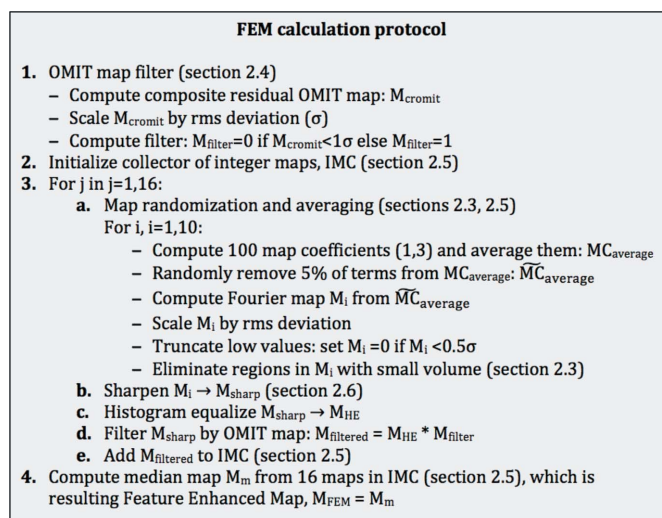 FEM calculation protocol
1. OMIT map filter (section 2.4)
– Compute composite residual OMIT map: Mcromit
– Scale Mcromit by rms deviation (σ)
– Compute filter: Mfilter=0 if Mcromit<1σ else Mfilter=1
2. Initialize collector of integer maps, IMC (section 2.5)
3. For j in j=1,16:
a. Map randomization and averaging (sections 2.3, 2.5)
For i, i=1,10:
– Compute 100 map coefficients (1,3) and average them: MCaverage
– Randomly remove 5% of terms from MCaverage: M͠Caverage
– Compute Fourier map Mi from M͠Caverage
– Scale Mi by rms deviation
– Truncate low values: set Mi =0 if Mi <0.5σ
– Eliminate regions in Mi with small volume (section 2.3)
b. Sharpen Mi → Msharp (section 2.6)
c. Histogram equalize Msharp → MHE
d. Filter Msharp by OMIT map: Mfiltered = MHE * Mfilter
e. Add Mfiltered to IMC (section 2.5)
4. Compute median map Mm from 16 maps in IMC (section 2.5), which is
resulting Feature Enhanced Map, MFEM = Mm